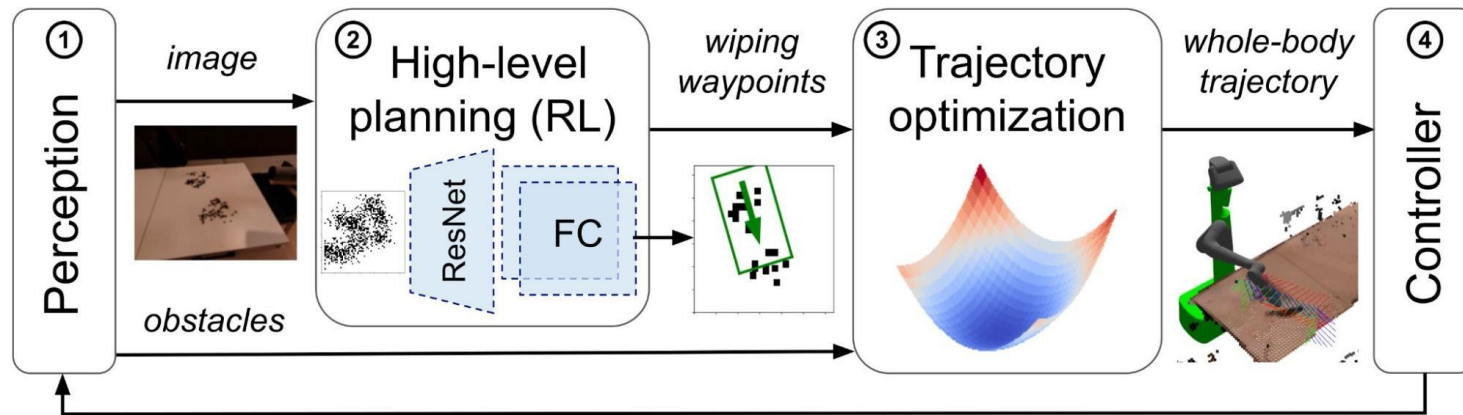 1
Perception
image
obstacles
2
High-level
planning (RL)
ResNet
FC
wiping
waypoints
3
Trajectory
optimization
whole-body
trajectory
4
Controller